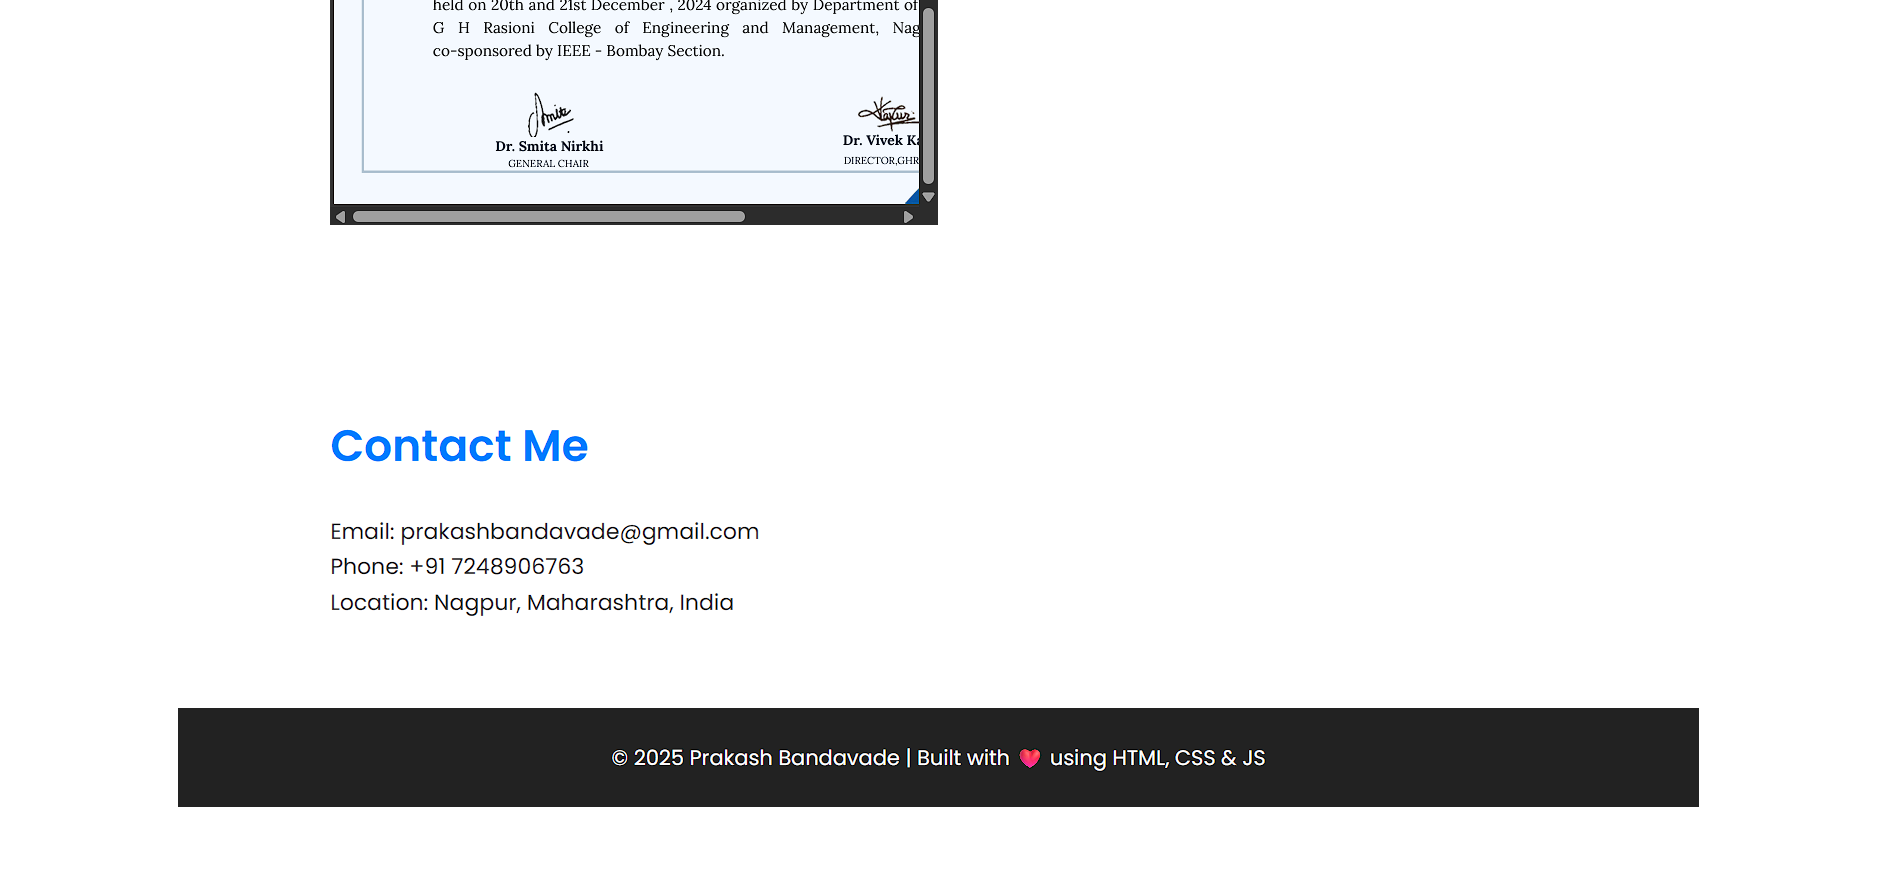 held on 20th and 21st December , 2024 organized by Department of
G H Rasioni College of Engineering and Management, Nag
co-sponsored by IEEE - Bombay Section.
Dr. Smita Nirkhi
GENERAL CHAIR
Dr. Vivek Ka
DIRECTOR,GHR
Contact Me
Email: prakashbandavade@gmail.com
Phone: +91 7248906763
Location: Nagpur, Maharashtra, India
© 2025 Prakash Bandavade | Built with ❤️ using HTML, CSS & JS